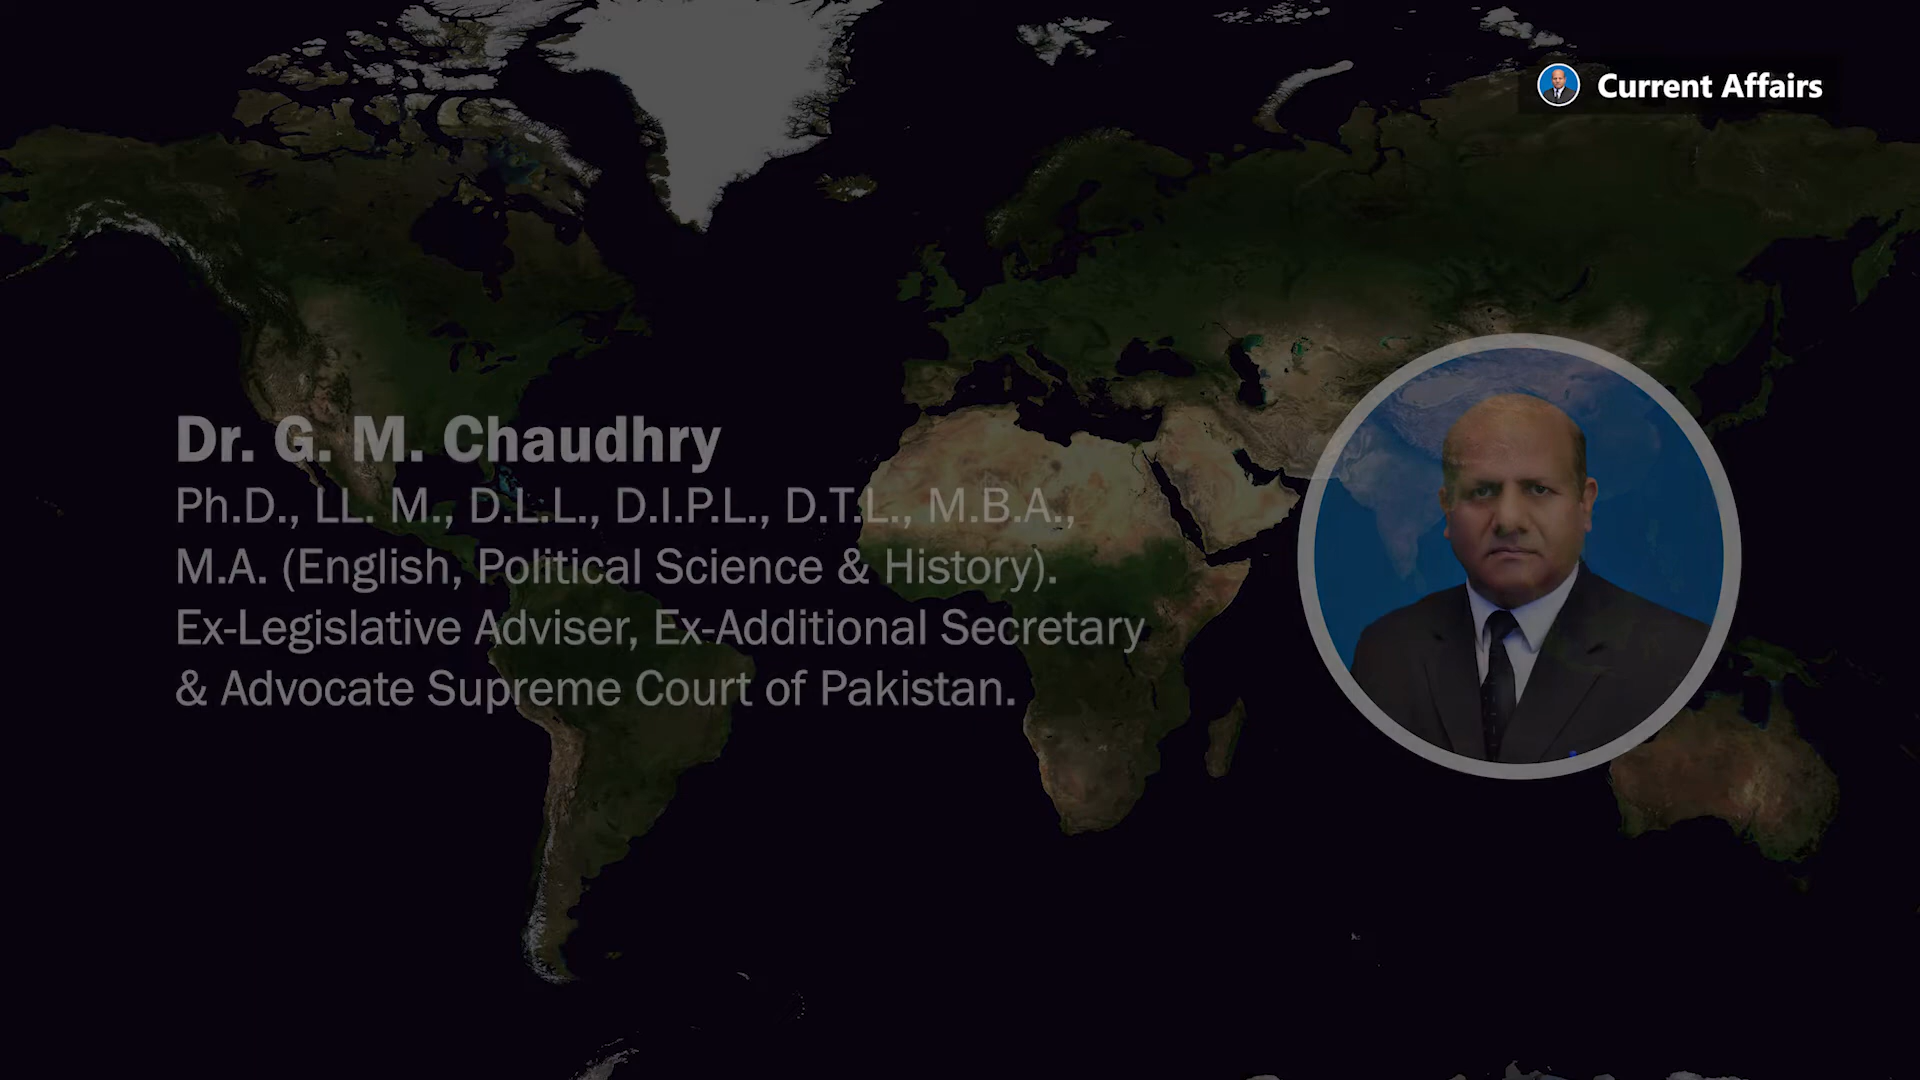 Current Affairs
Dr. G. M. Chaudhry
Ph.D., LL. M., D.L.L., D.I.P.L., D.T.L., M.B.A.,
M.A. (English, Political Science & History).
Ex-Legislative Adviser, Ex-Additional Secretary
& Advocate Supreme Court of Pakistan.